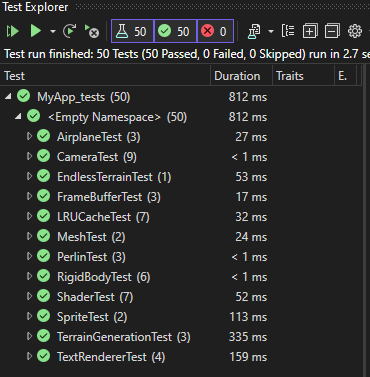 Test Explorer
50 50 0
Test run finished: 50 Tests (50 Passed, 0 Failed, 0 Skipped) run in 2.7 se
Test Duration Traits E.
MyApp_tests (50) 812 ms
<Empty Namespace> (50) 812 ms
AirplaneTest (3) 27 ms
CameraTest (9) < 1 ms
EndlessTerrainTest (1) 53 ms
FrameBufferTest (3) 17 ms
LRUCacheTest (7) 32 ms
MeshTest (2) 24 ms
PerlinTest (3) < 1 ms
RigidBodyTest (6) < 1 ms
ShaderTest (7) 52 ms
SpriteTest (2) 113 ms
TerrainGenerationTest (3) 335 ms
TextRendererTest (4) 159 ms